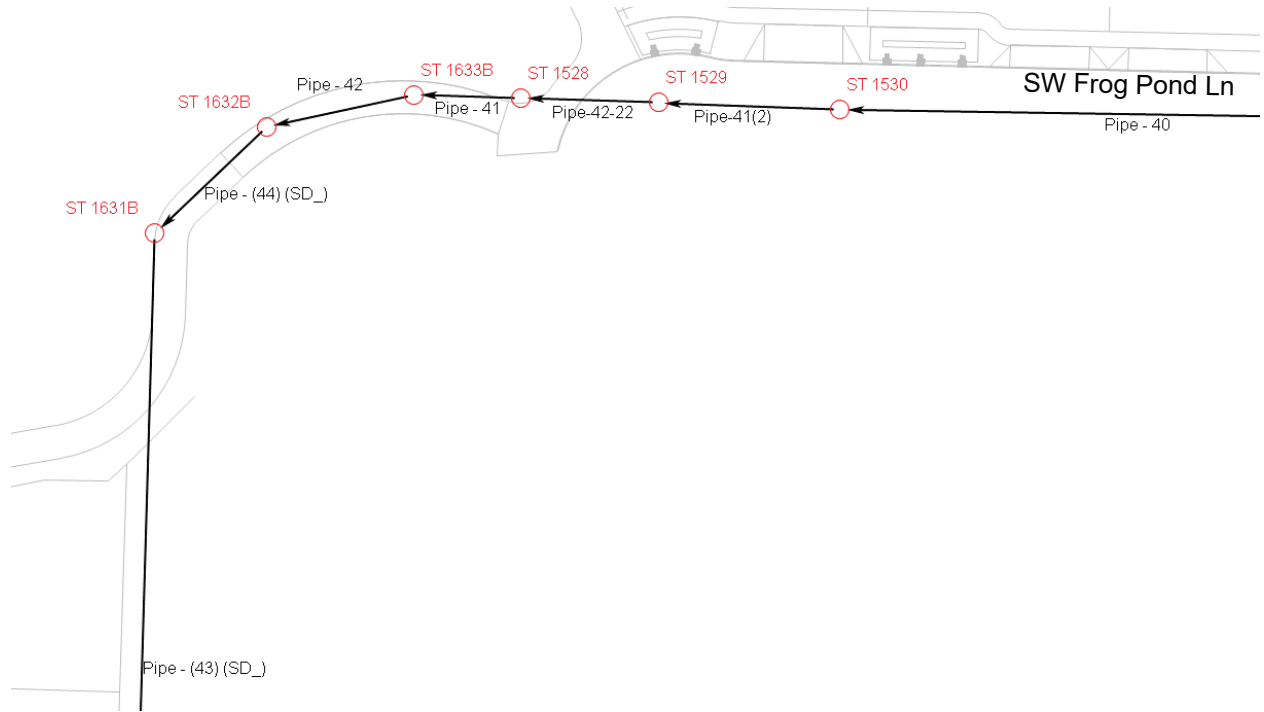 ST 1633B
ST 1528
ST 1529
ST 1530
SW Frog Pond Ln
Pipe - 42
ST 1632B
Pipe - 41
Pipe-42-22
Pipe-41(2)
Pipe - 40
Pipe - (44) (SD_)
ST 1631B
Pipe - (43) (SD_)